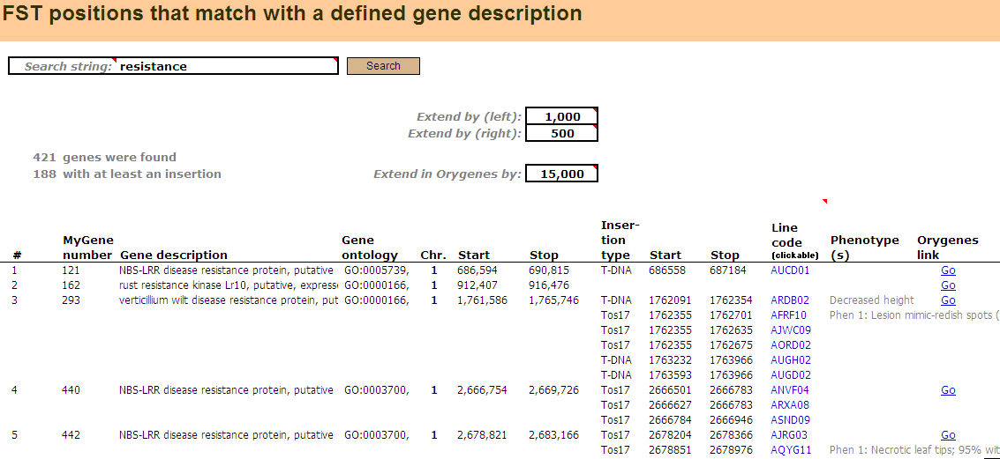 FST positions that match with a defined gene description
Search string: resistance Search
Extend by (left): 1,000
Extend by (right): 500
421 genes were found
188 with at least an insertion Extend in Orygenes by: 15,000
# MyGene number Gene description Gene ontology Chr. Start Stop Inser- tion type Start Stop Line code (clickable) Phenotype (s) Orygenes link
1 121 NBS-LRR disease resistance protein, putative GO:0005739, 1 686,594 690,815 T-DNA 686558 687184 AUCD01 Go
2 162 rust resistance kinase Lr10, putative, express GO:0000166, 1 912,407 916,476 Go
3 293 verticillium wilt disease resistance protein, put GO:0000166, 1 1,761,586 1,765,746 T-DNA 1762091 1762354 ARDB02 Decreased height Go
Tos17 1762355 1762701 AFRF10 Phen 1: Lesion mimic-redish spots (
Tos17 1762355 1762635 AJWC09
Tos17 1762355 1762675 AORD02
T-DNA 1763232 1763966 AUGH02
T-DNA 1763593 1763966 AUGD02
4 440 NBS-LRR disease resistance protein, putative GO:0003700, 1 2,666,754 2,669,726 Tos17 2666501 2666783 ANVF04 Go
Tos17 2666627 2666783 ARXA08
Tos17 2666784 2666946 ASND09
5 442 NBS-LRR disease resistance protein, putative GO:0003700, 1 2,678,821 2,683,166 Tos17 2678204 2678366 AJRG03 Go
Tos17 2678851 2678976 AQYG11 Phen 1: Necrotic leaf tips; 95% wit